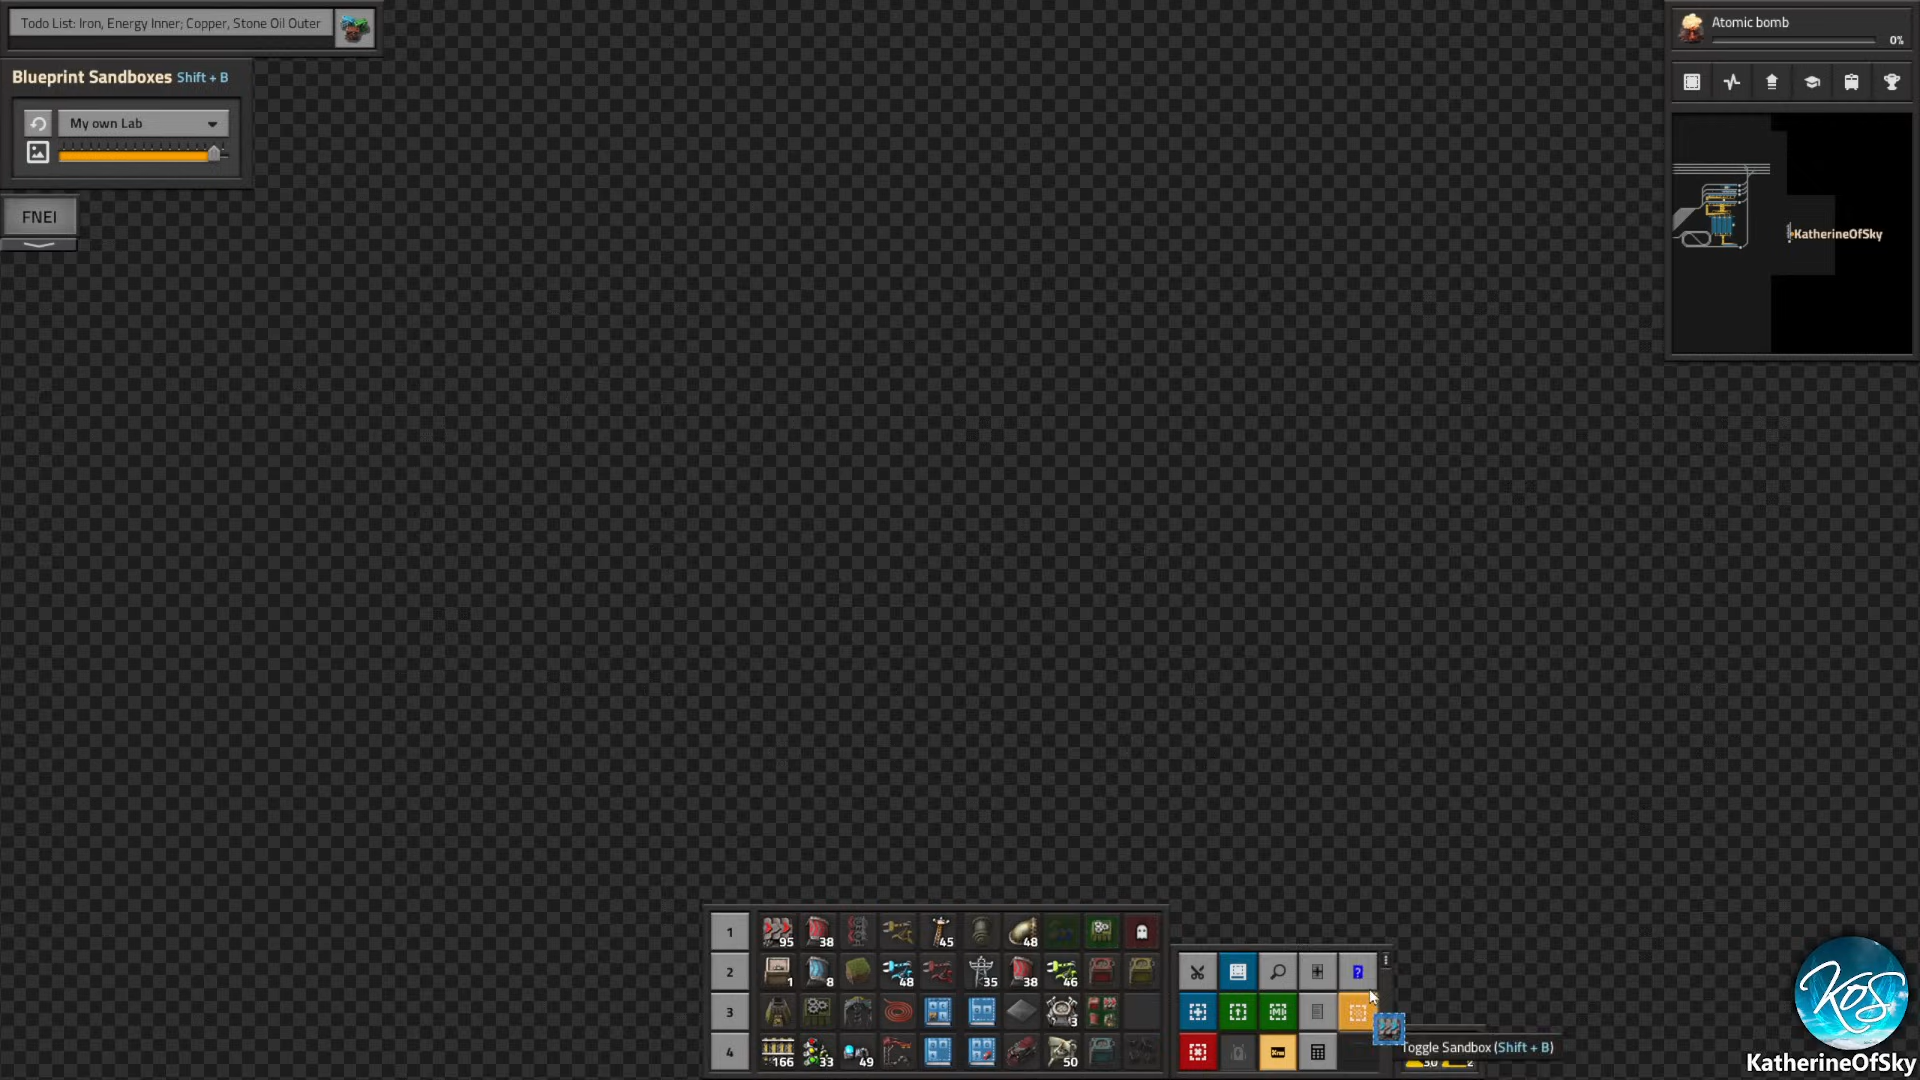 Todo List: Iron, Energy Inner; Copper, Stone Oil Outer
Atomic bomb
0%
Blueprint Sandboxes Shift + B
My own Lab
FNEI
KatherineOfSky
1
95
38
45
48
2
1
8
48
35
38
46
3
3
4
166
33
49
50
Toggle Sandbox (Shift + B)
KOS
KatherineOfSky